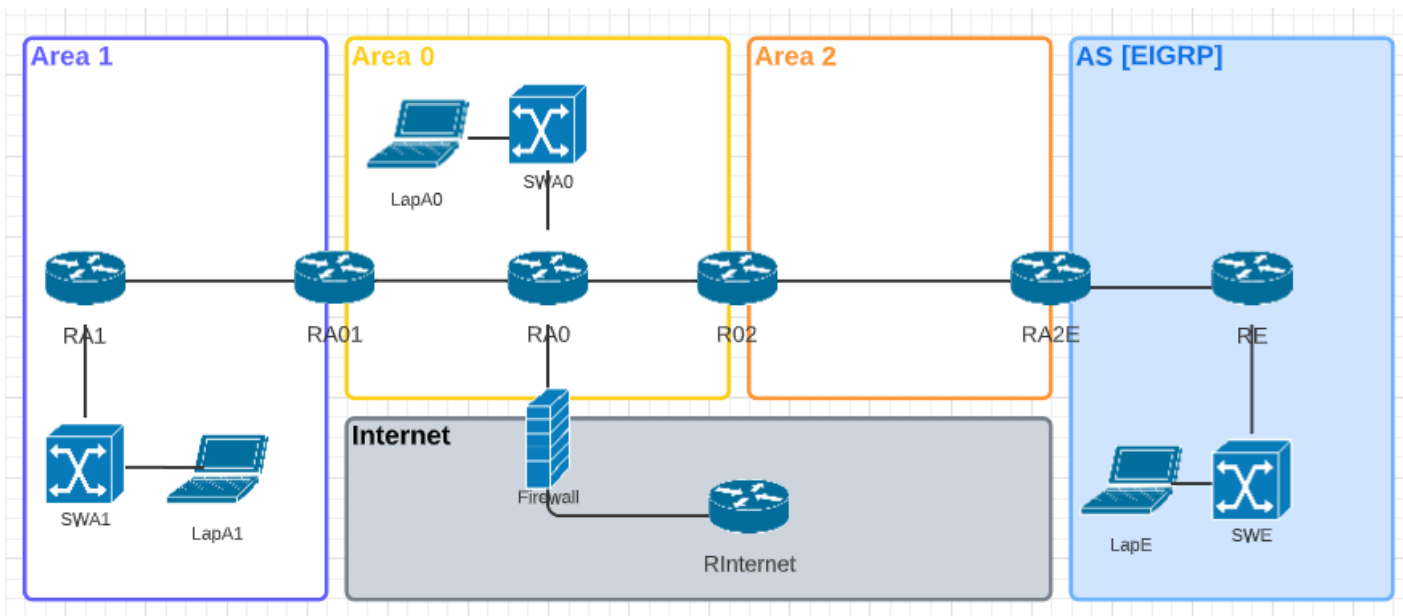 Area 1
Area 0
Area 2
AS [EIGRP]
SWA0
LapA0
RA1
RA01
RA0
R02
RA2E
RE
Internet
Firewall
SWA1
LapA1
RInternet
LapE
SWE